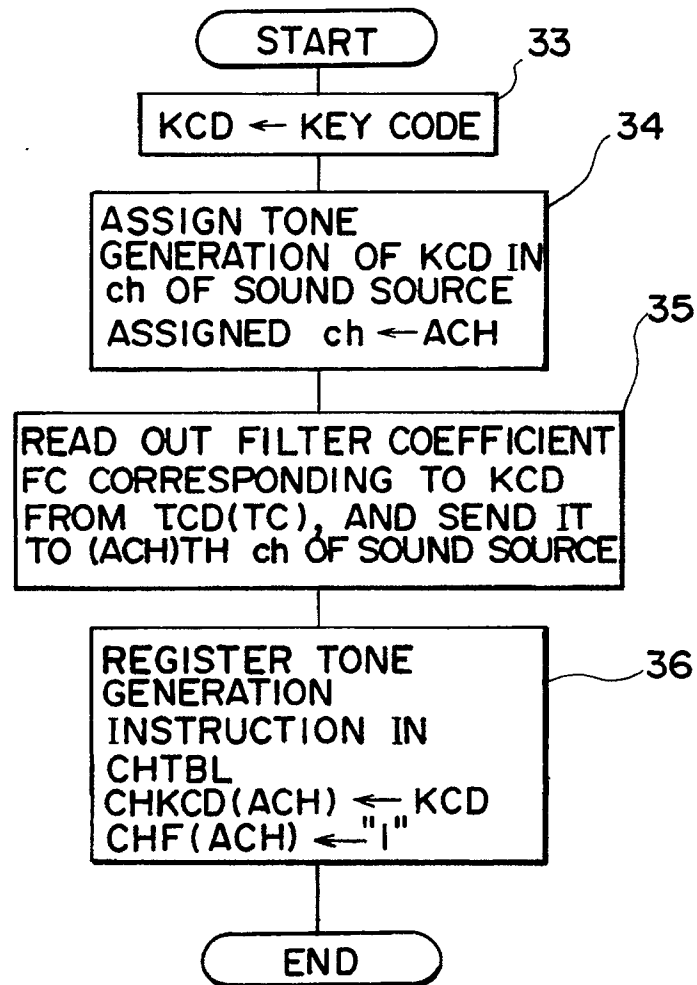 START
33
KCD ← KEY CODE
34
ASSIGN TONE
GENERATION OF KCD IN
ch OF SOUND SOURCE
ASSIGNED ch ← ACH
35
READ OUT FILTER COEFFICIENT
FC CORRESPONDING TO KCD
FROM TCD(TC), AND SEND IT
TO (ACH)TH ch OF SOUND SOURCE
36
REGISTER TONE
GENERATION
INSTRUCTION IN
CHTBL
CHKCD(ACH) ← KCD
CHF(ACH) ← "1"
END